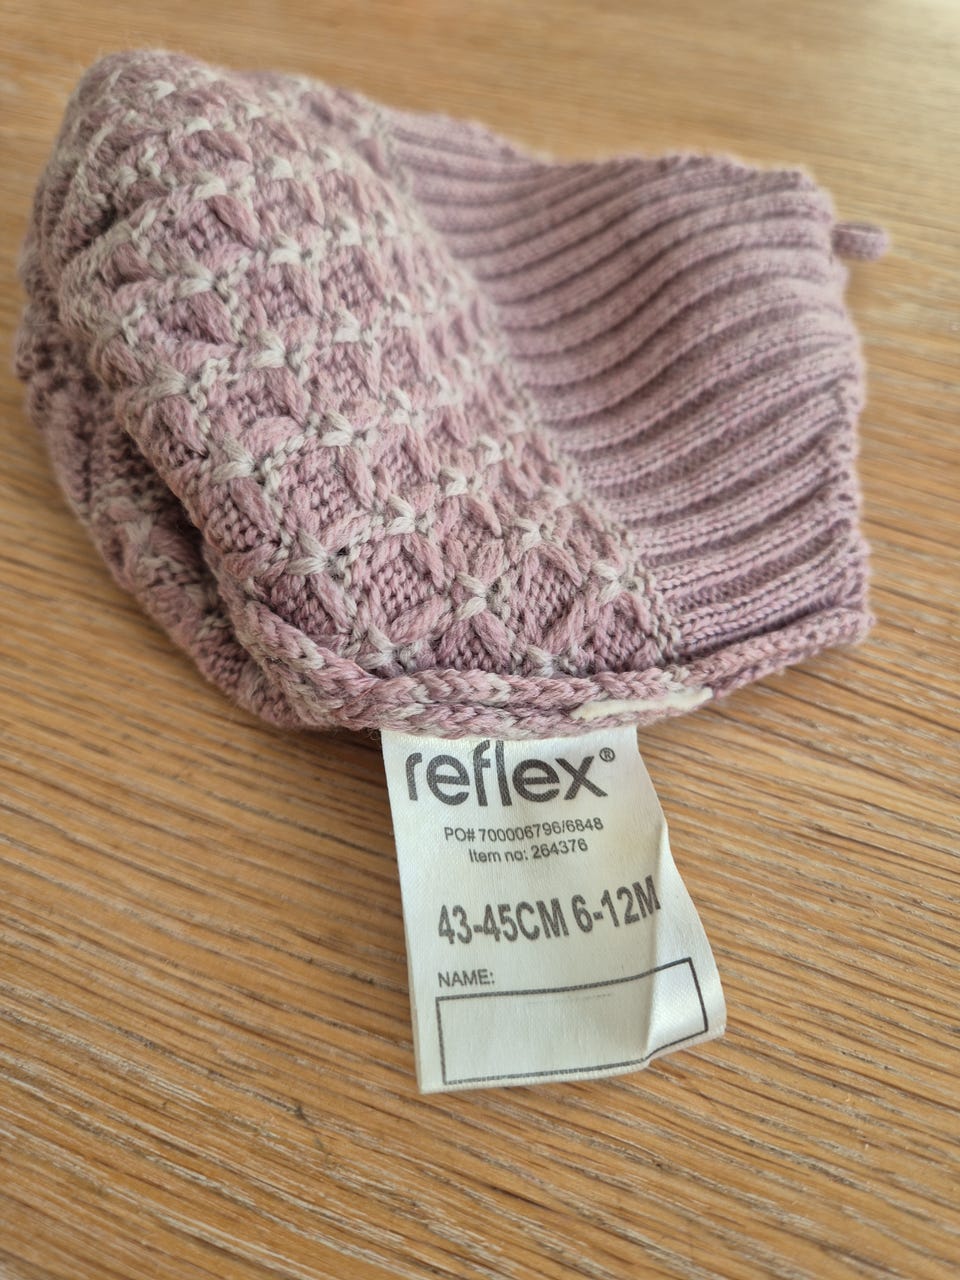 reflex®
PO# 700006796/6848
Item no: 264376
43-45CM 6-12M
NAME: